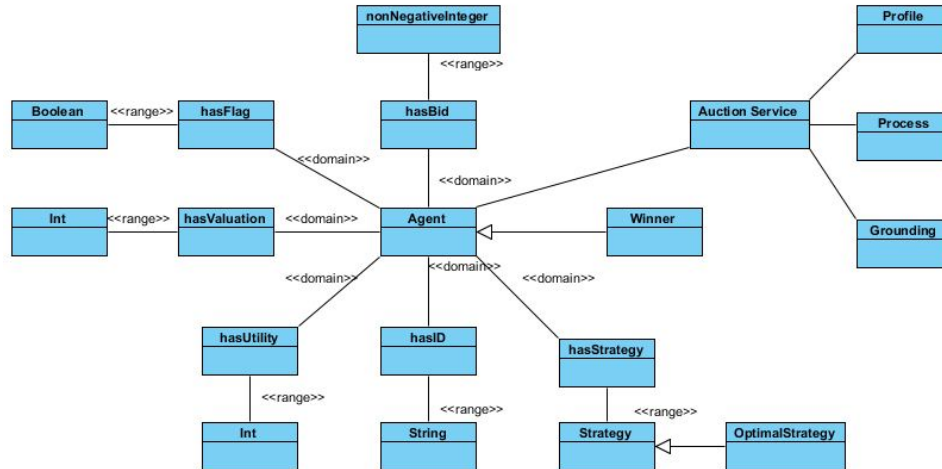 nonNegativeInteger
Profile
<<range>>
Boolean
<<range>>
hasFlag
hasBid
Auction Service
Process
<<domain>>
<<domain>>
Int
<<range>>
hasValuation
<<domain>>
Agent
Winner
Grounding
<<domain>>
<<domain>>
<<domain>>
hasUtility
hasID
hasStrategy
<<range>>
<<range>>
<<range>>
Int
String
Strategy
OptimalStrategy